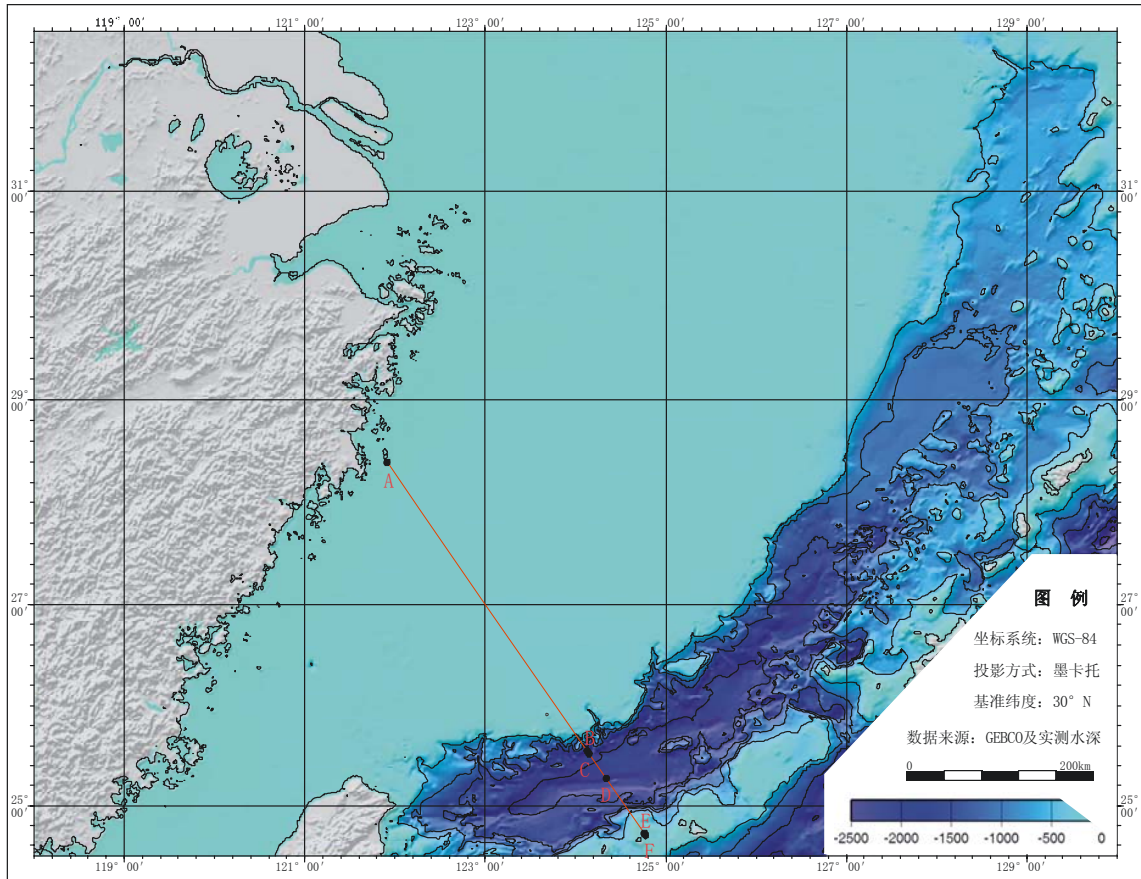 119° 00′ 121° 00′ 123° 00′ 125° 00′ 127° 00′ 129° 00′
31° 00′ 31° 00′
29° 00′ 29° 00′
A
27° 00′ 27° 00′
图 例
坐标系统: WGS-84
投影方式: 墨卡托
基准纬度: 30° N
数据来源: GEBCO及实测水深
0 200km
B
C
D
E
F
25° 00′ 25° 00′
-2500 -2000 -1500 -1000 -500 0
119° 00′ 121° 00′ 123° 00′ 125° 00′ 127° 00′ 129° 00′